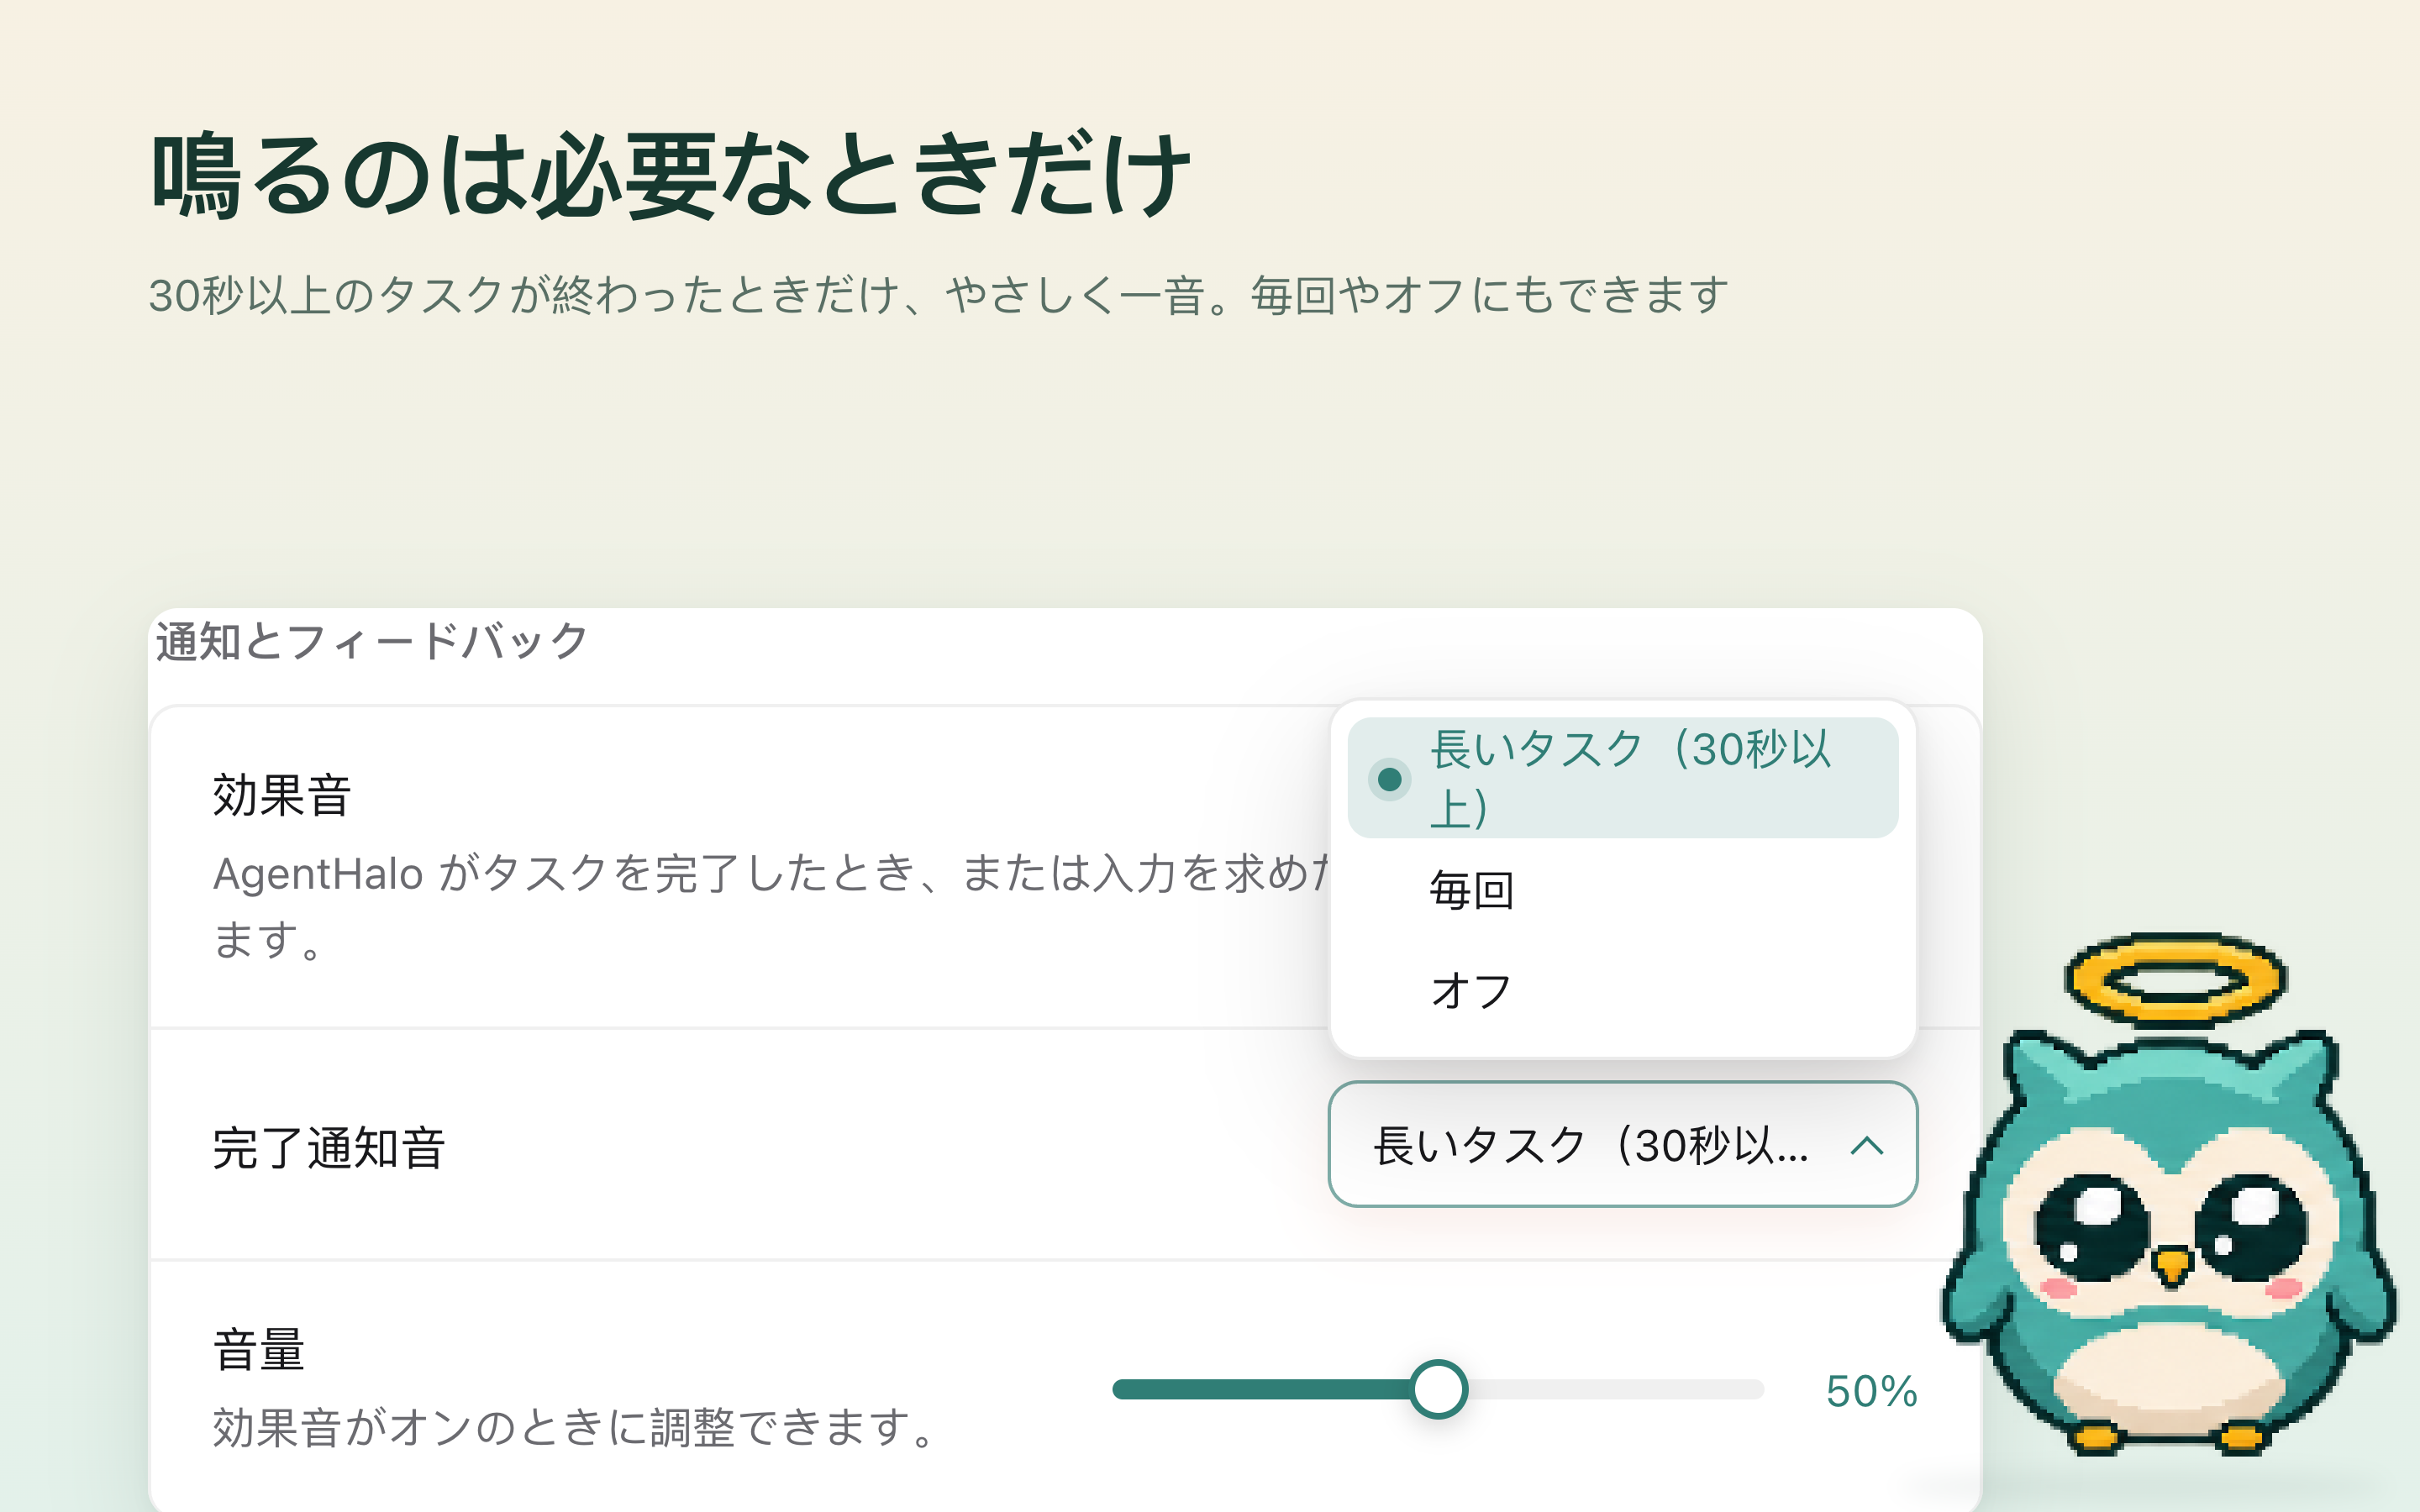 鳴るのは必要なときだけ
30秒以上のタスクが終わったときだけ、やさしく一音。毎回やオフにもできます
通知とフィードバック
効果音
AgentHalo がタスクを完了したとき、または入力を求め
ます。
長いタスク（30秒以
上）
毎回
オフ
完了通知音
長いタスク（30秒以...
音量
効果音がオンのときに調整できます。
50%